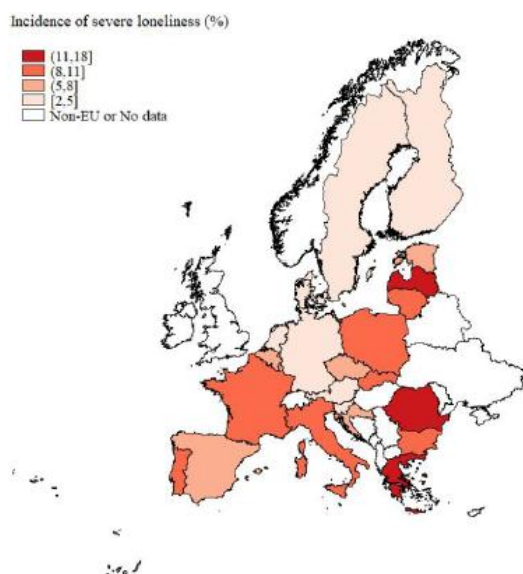 Incidence of severe loneliness (%)
(11,18]
(8,11]
(5,8]
[2,5]
Non-EU or No data